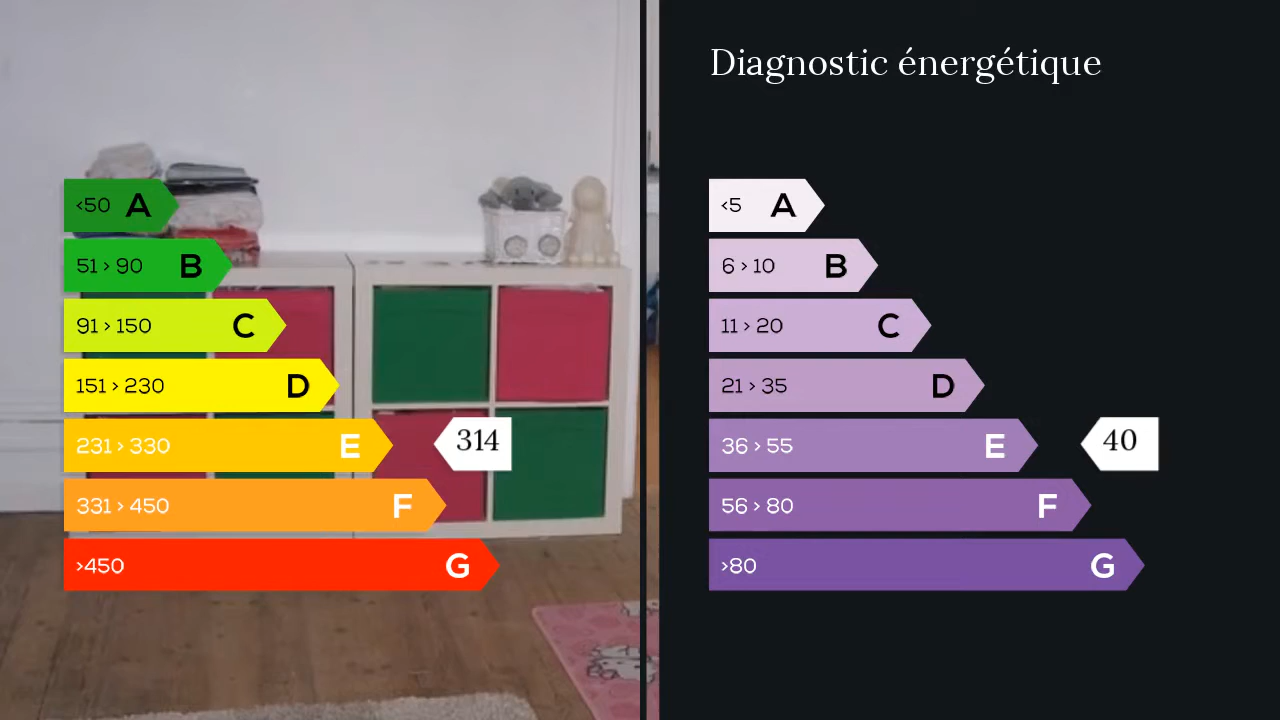 Diagnostic énergétique
<50 A
51 > 90 B
91 > 150 C
151 > 230 D
231 > 330 E
314
331 > 450 F
>450 G
<5 A
6 > 10 B
11 > 20 C
21 > 35 D
36 > 55 E
40
56 > 80 F
>80 G